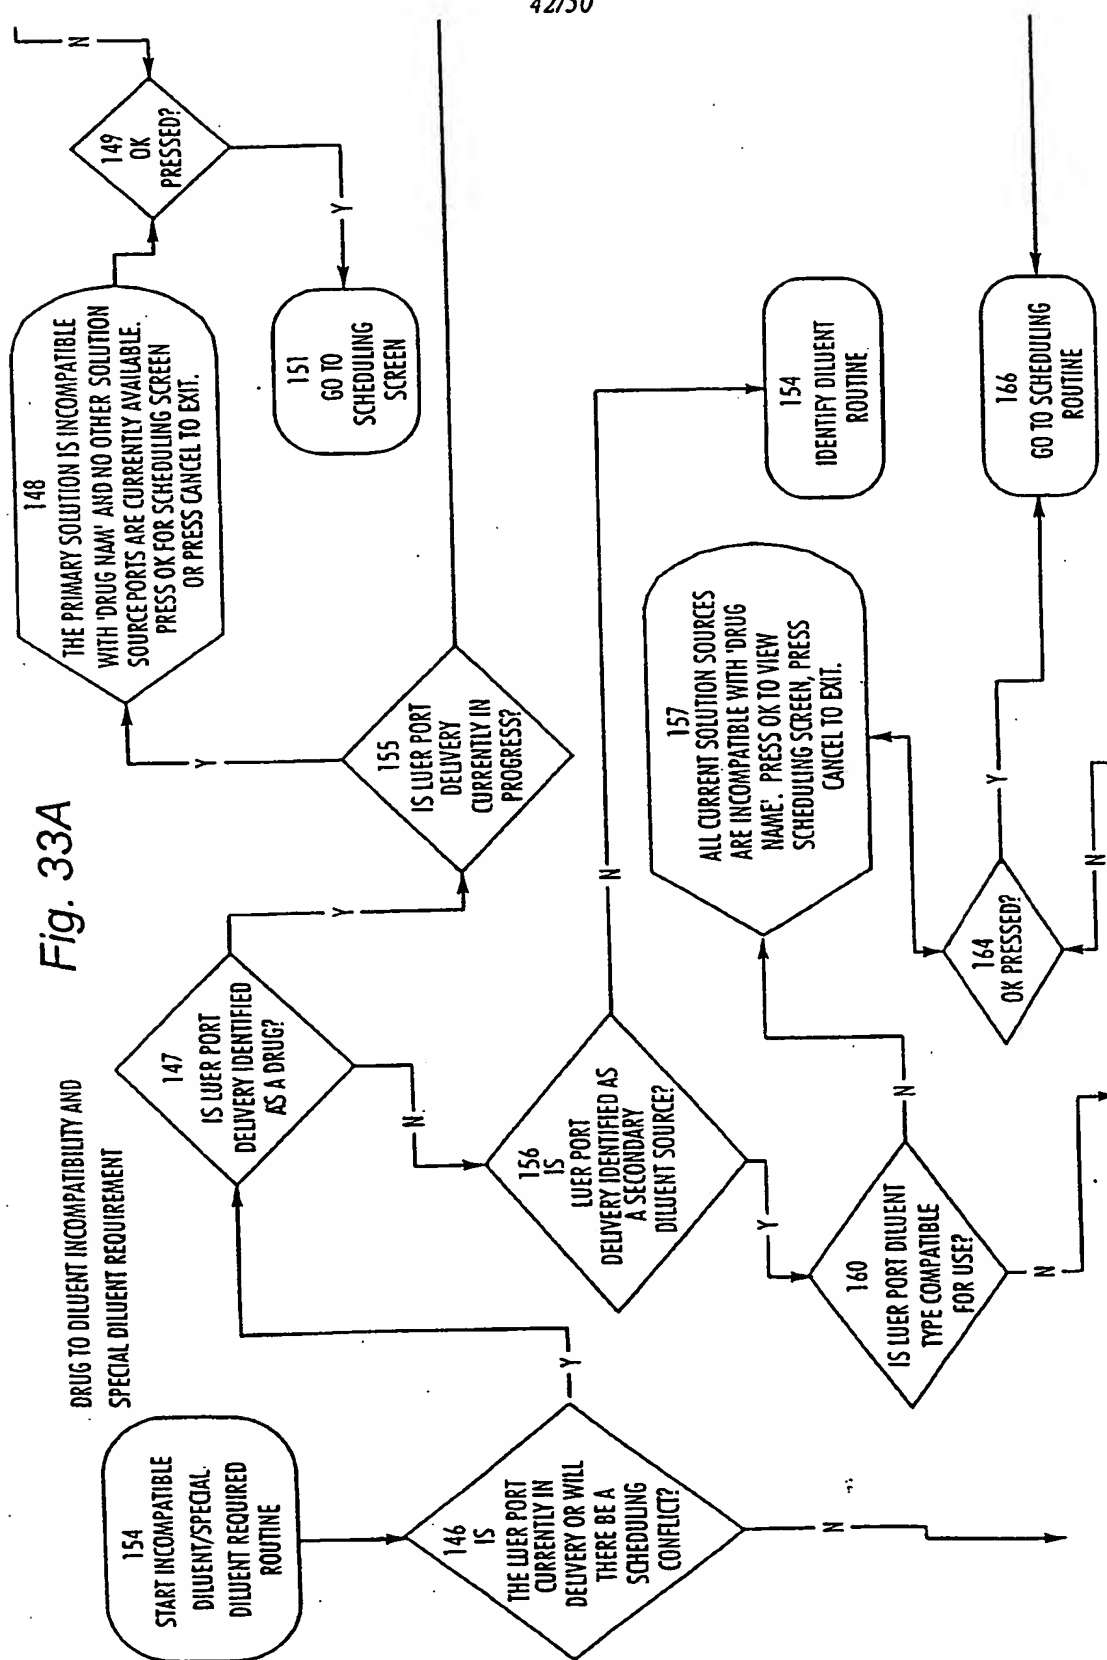 42/50
Fig. 33A
DRUG TO DILUENT INCOMPATIBILITY AND
SPECIAL DILUENT REQUIREMENT
154
START INCOMPATIBLE
DILUENT/SPECIAL
DILUENT REQUIRED
ROUTINE
146
IS
THE LUER PORT
CURRENTLY IN
DELIVERY OR WILL
THERE BE A
SCHEDULING
CONFLICT?
Y
N
147
IS LUER PORT
DELIVERY IDENTIFIED
AS A DRUG?
Y
N
155
IS LUER PORT
DELIVERY
CURRENTLY IN
PROGRESS?
Y
148
THE PRIMARY SOLUTION IS INCOMPATIBLE
WITH 'DRUG NAM' AND NO OTHER SOLUTION
SOURCE PORTS ARE CURRENTLY AVAILABLE.
PRESS OK FOR SCHEDULING SCREEN
OR PRESS CANCEL TO EXIT.
149
OK
PRESSED?
N
Y
151
GO TO
SCHEDULING
SCREEN
156
IS
LUER PORT
DELIVERY IDENTIFIED AS
A SECONDARY
DILUENT SOURCE?
N
Y
154
IDENTIFY DILUENT
ROUTINE.
160
IS LUER PORT DILUENT
TYPE COMPATIBLE
FOR USE?
N
N
157
ALL CURRENT SOLUTION SOURCES
ARE INCOMPATIBLE WITH 'DRUG
NAME'. PRESS OK TO VIEW
SCHEDULING SCREEN, PRESS
CANCEL TO EXIT.
164
OK PRESSED?
Y
N
166
GO TO SCHEDULING
ROUTINE